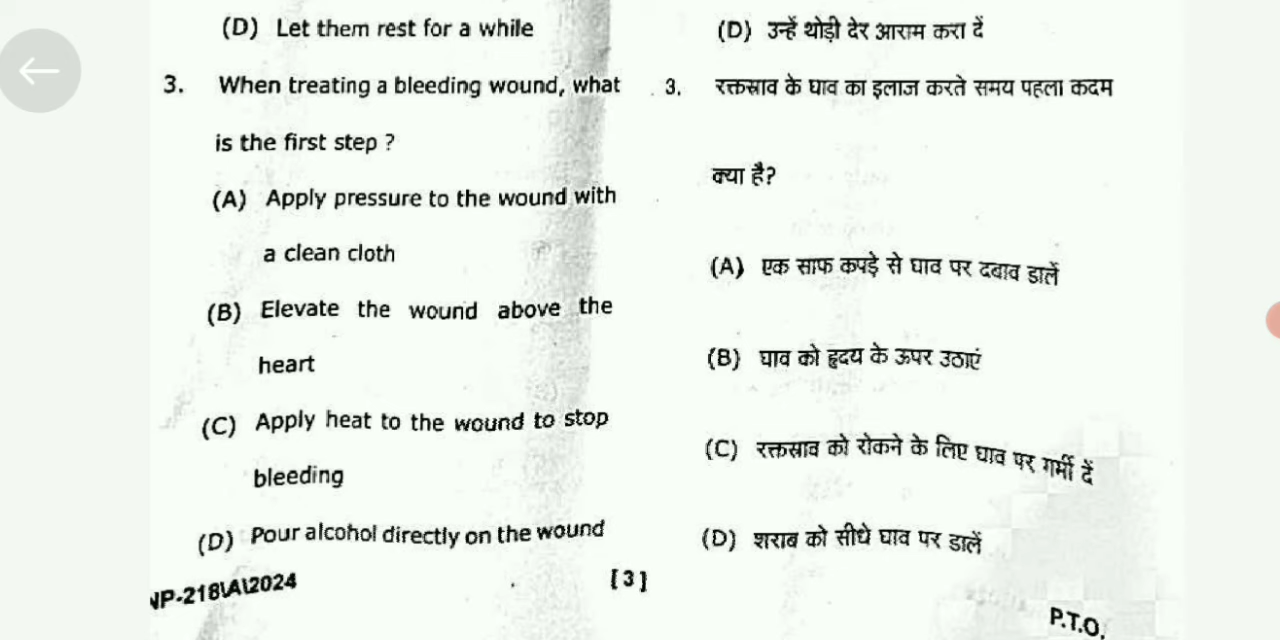 (D) Let them rest for a while
3. When treating a bleeding wound, what
is the first step ?
(A) Apply pressure to the wound with
a clean cloth
(B) Elevate the wound above the
heart
(C) Apply heat to the wound to stop
bleeding
(D) Pour alcohol directly on the wound
(D) उन्हें थोड़ी देर आराम करा दें
3. रक्तस्राव के घाव का इलाज करते समय पहला कदम
क्या है?
(A) एक साफ कपड़े से घाव पर दबाव डालें
(B) घाव को हृदय के ऊपर उठाएं
(C) रक्तस्राव को रोकने के लिए घाव पर गर्मी दें
(D) शराब को सीधे घाव पर डालें
NP-218\A\2024
[3]
P.T.O.